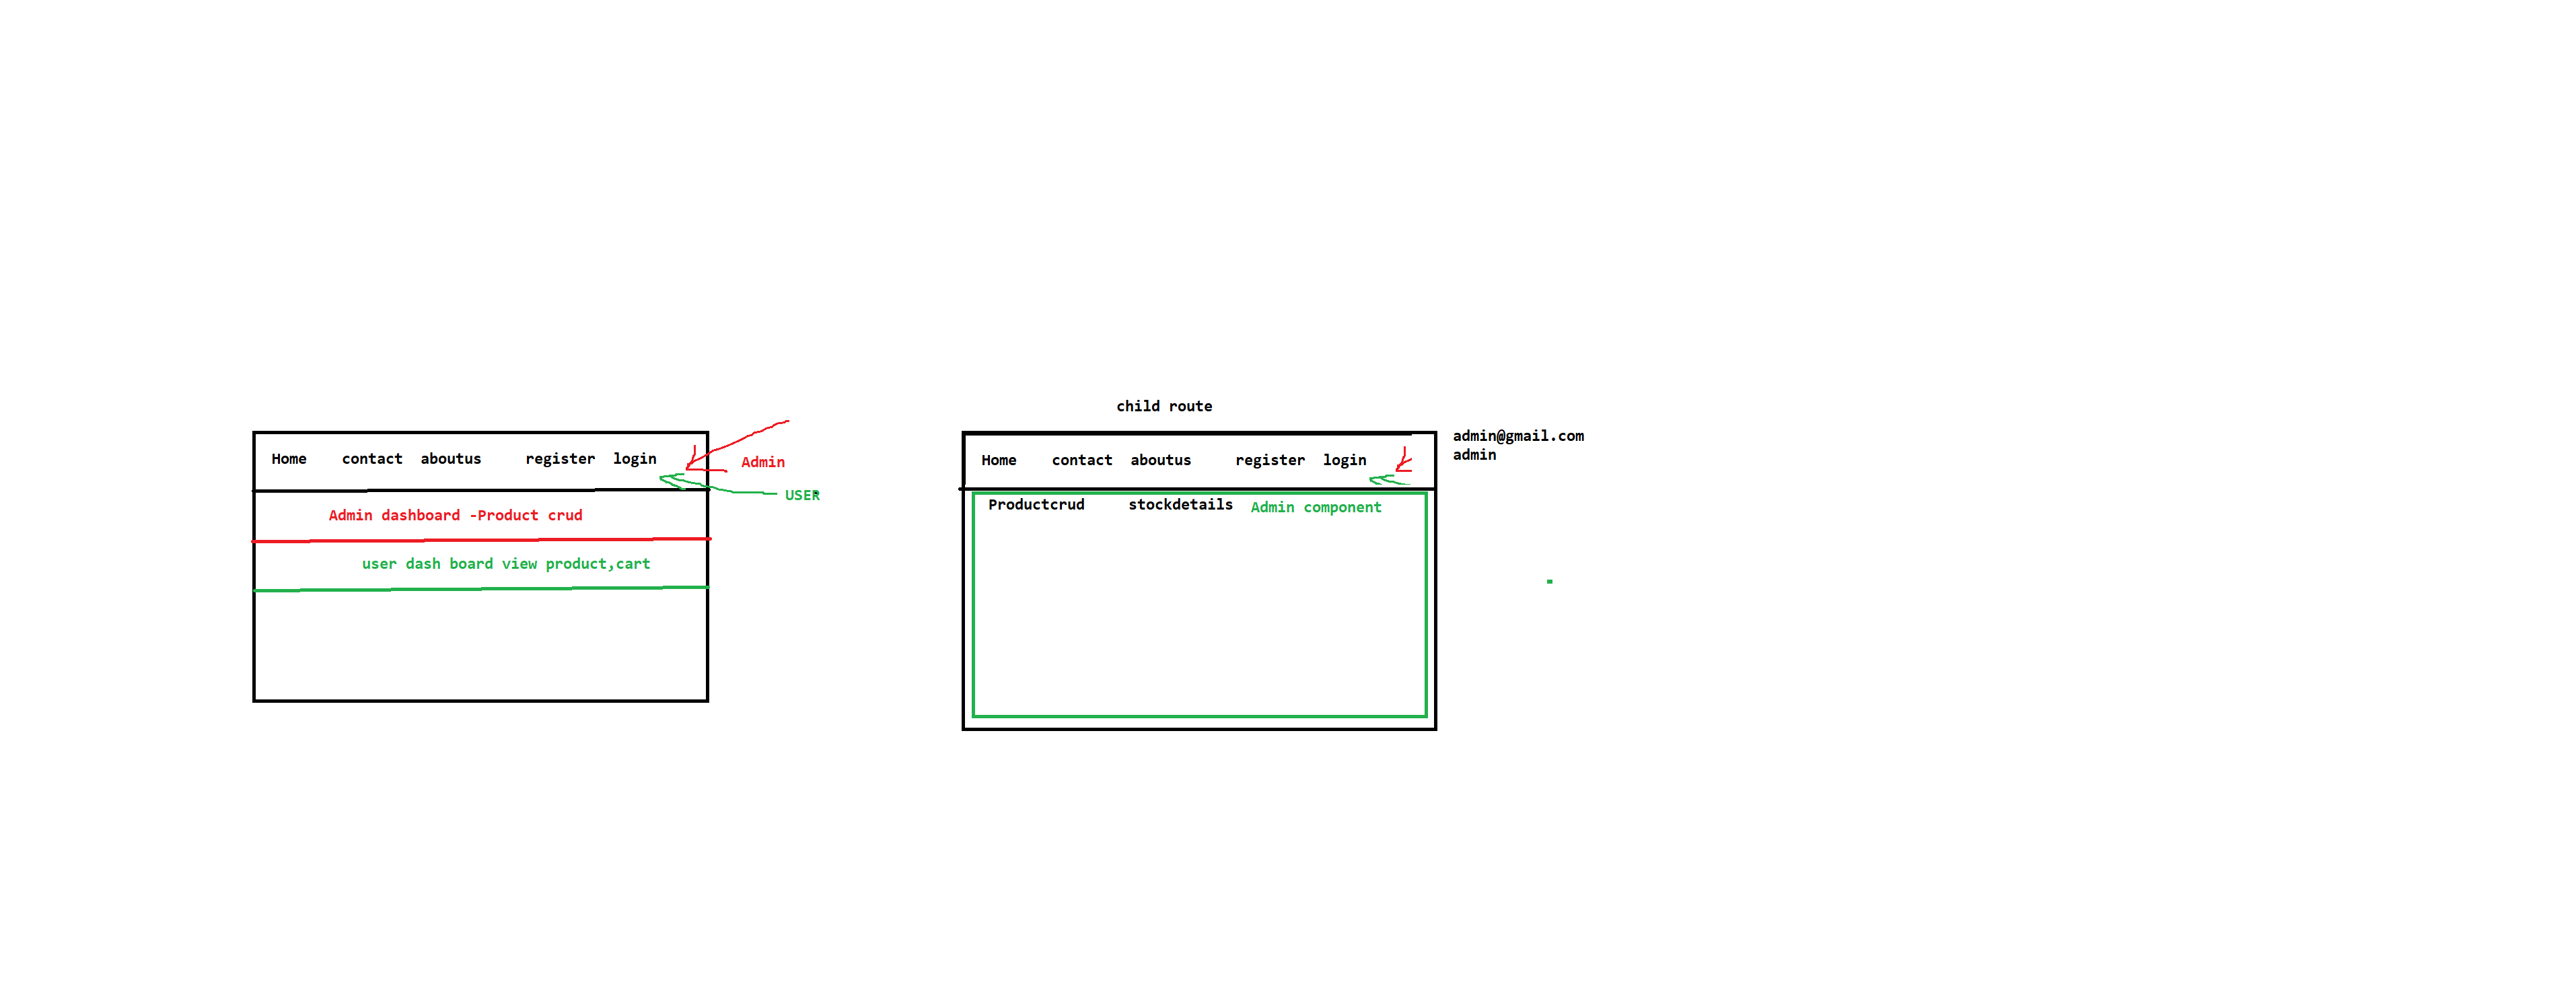 Home contact aboutus register login
Admin
USER
Admin dashboard -Product crud
user dash board view product,cart
child route
Home contact aboutus register login
admin@gmail.com
admin
Productcrud stockdetails Admin component